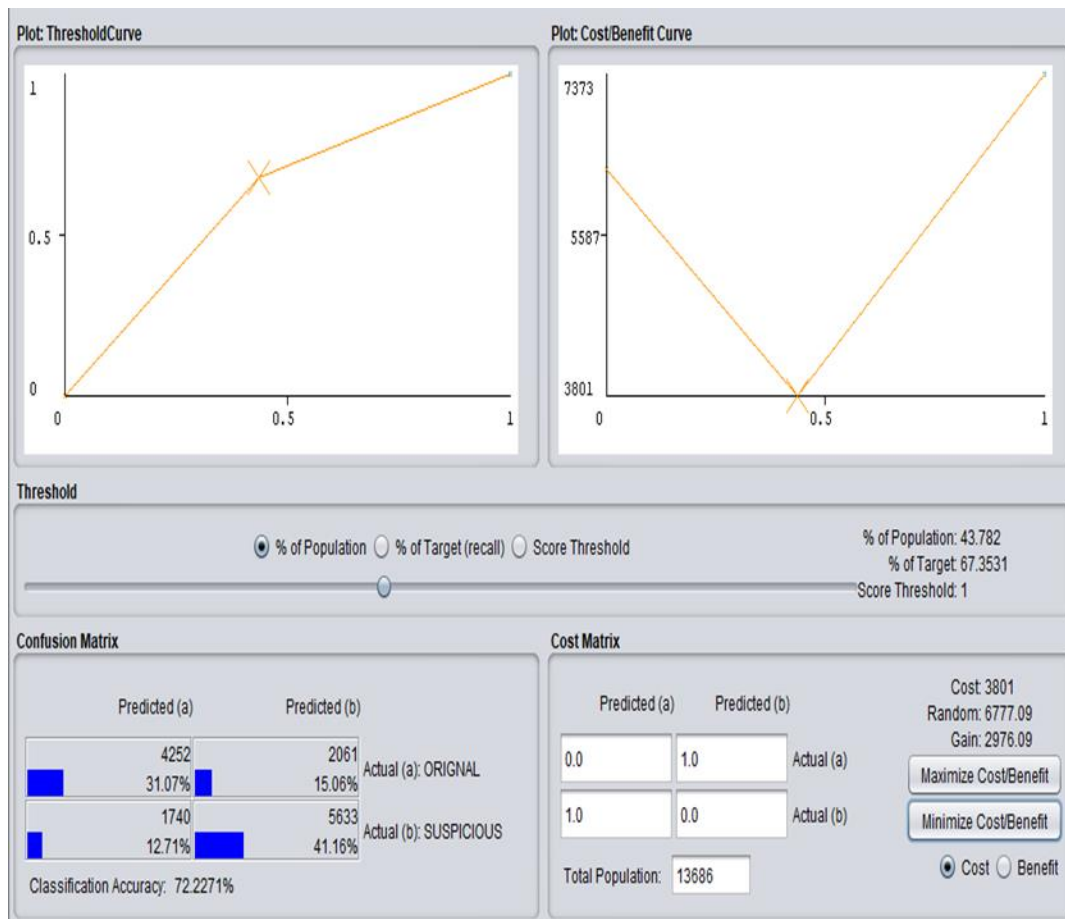 Plot: ThresholdCurve
1
0.5
0
0
0.5
1
Plot: Cost/Benefit Curve
7373
5587
3801
0
0.5
1
Threshold
% of Population % of Target (recall) Score Threshold
% of Population: 43.782
% of Target: 67.3531
Score Threshold: 1
Confusion Matrix
Predicted (a) Predicted (b)
4252 2061
31.07% 15.06%
Actual (a): ORIGNAL
1740 5633
12.71% 41.16%
Actual (b): SUSPICIOUS
Classification Accuracy: 72.2271%
Cost Matrix
Predicted (a) Predicted (b)
0.0 1.0 Actual (a)
1.0 0.0 Actual (b)
Total Population: 13686
Cost: 3801
Random: 6777.09
Gain: 2976.09
Maximize Cost/Benefit
Minimize Cost/Benefit
Cost Benefit